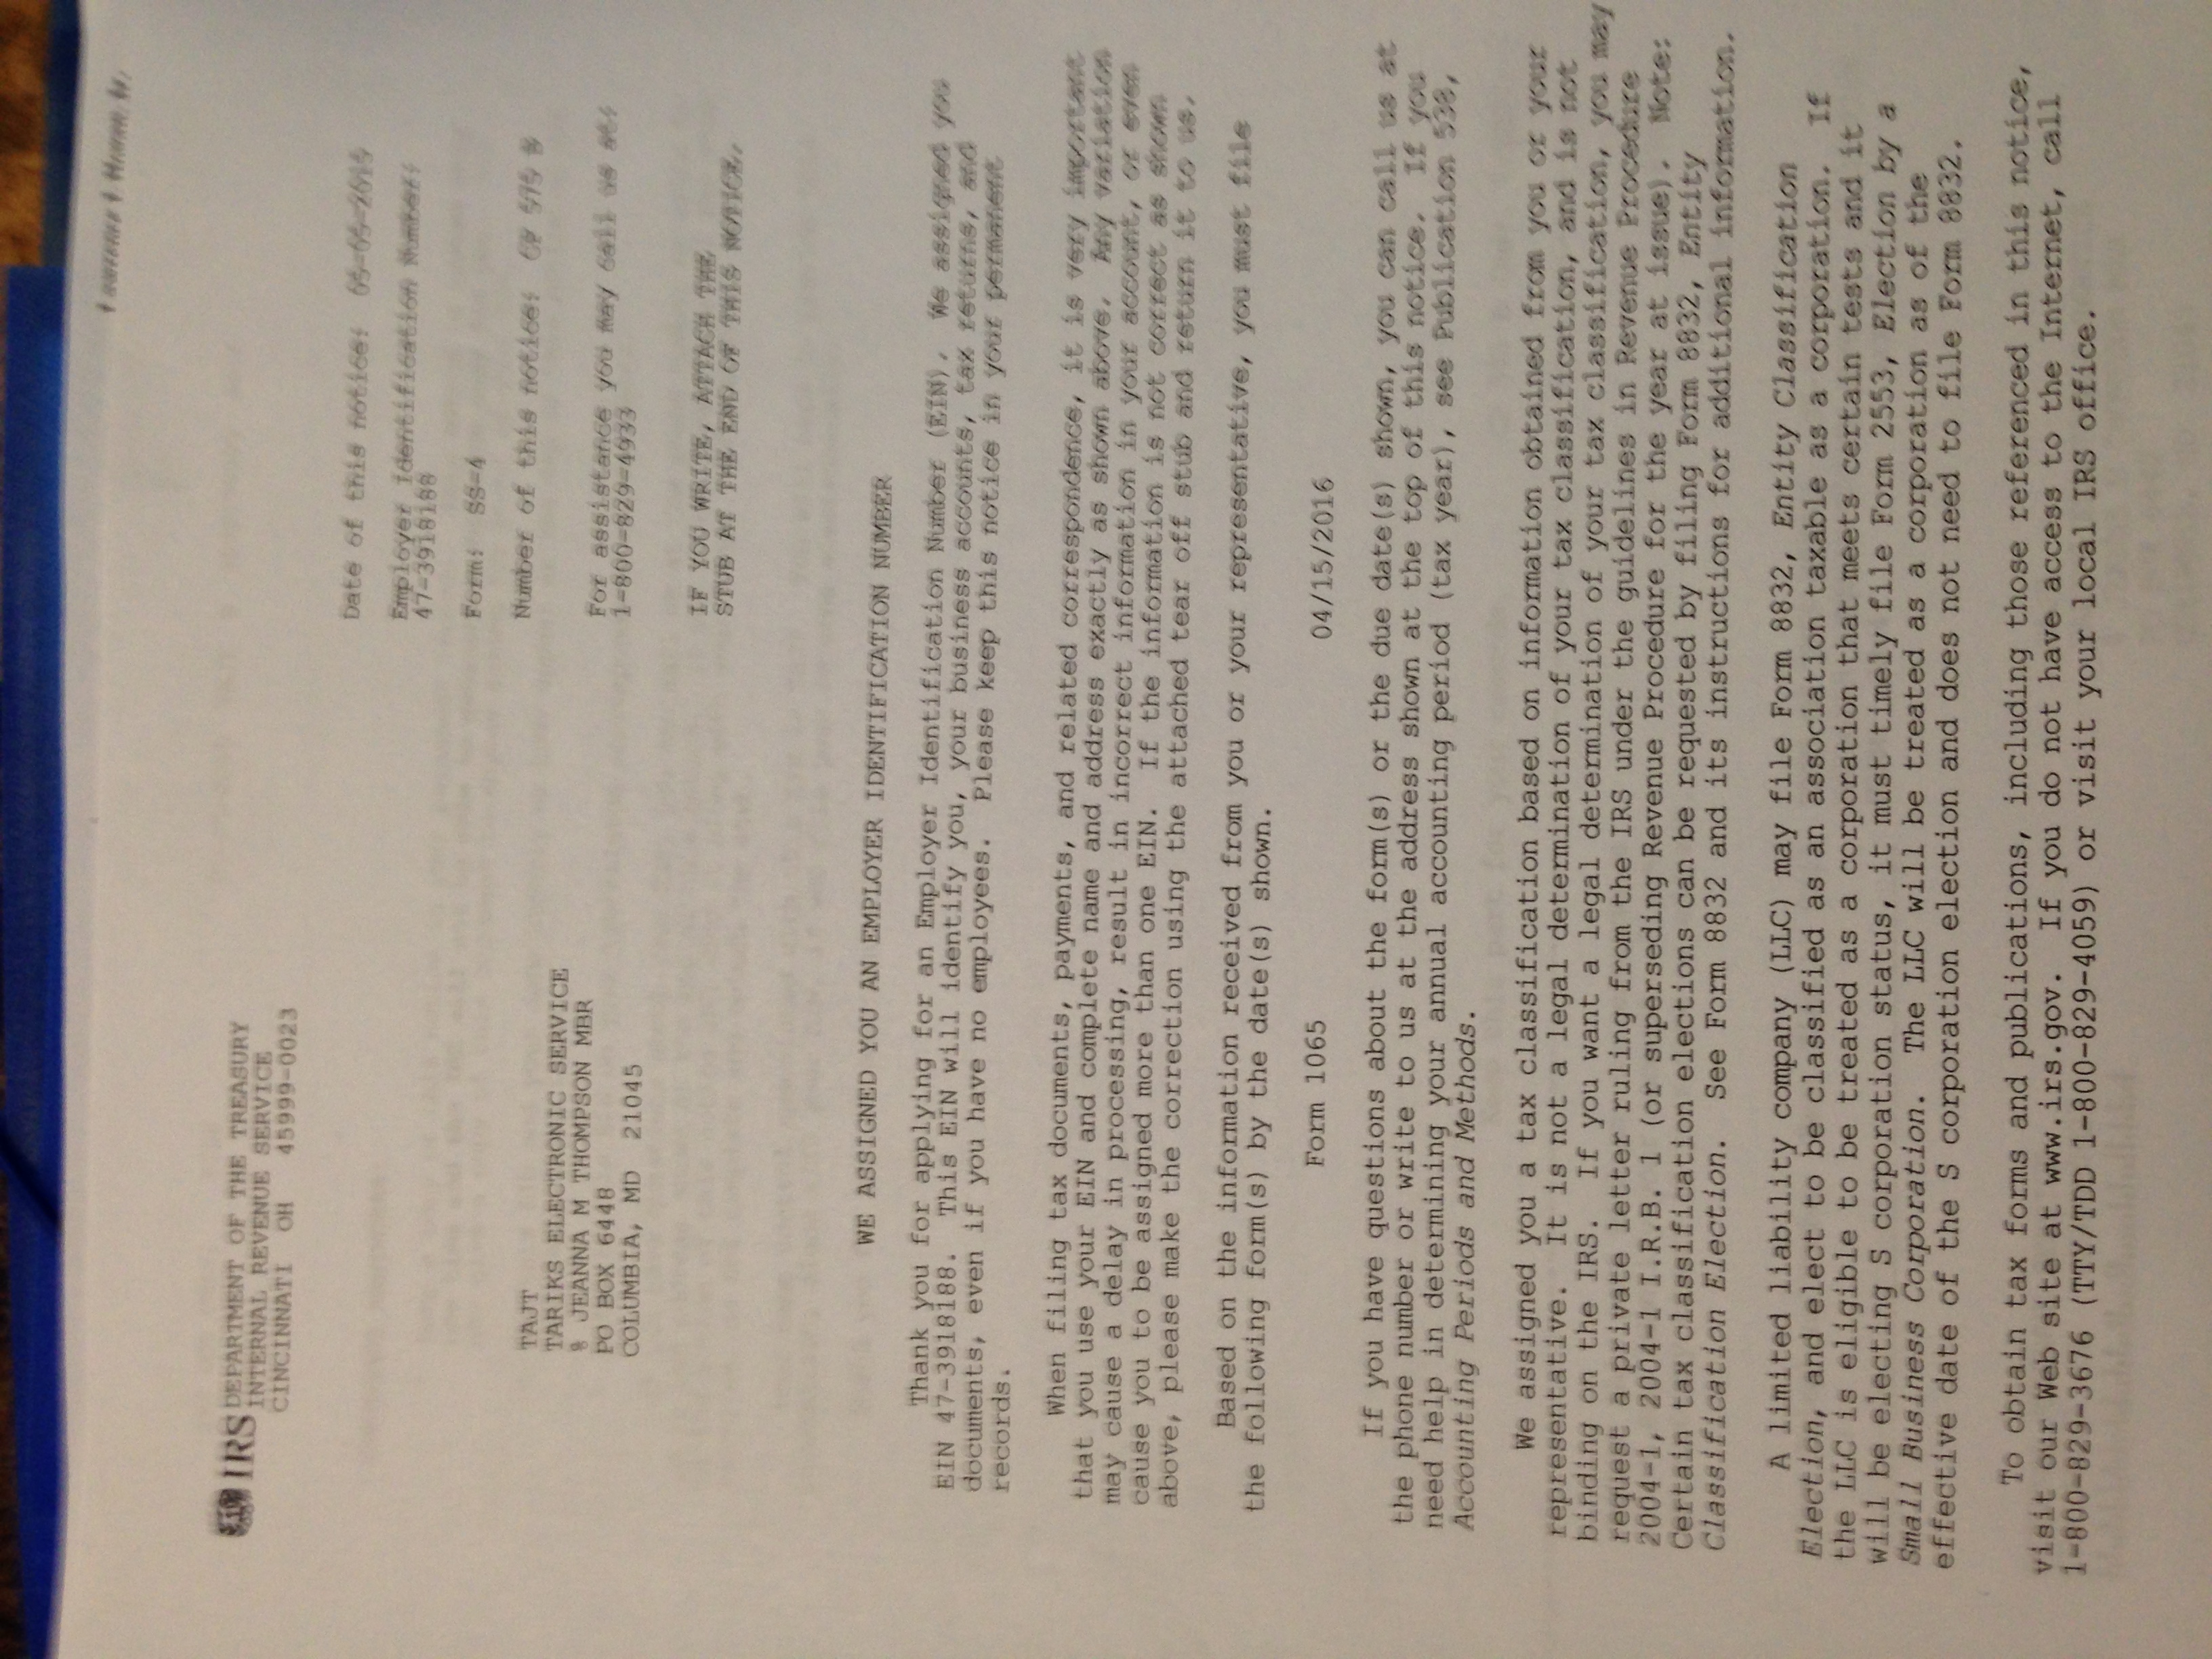 IRS DEPARTMENT OF THE TREASURY
INTERNAL REVENUE SERVICE
CINCINNATI OH 45999-0023
Date of this notice: 05-05-2015
Employer Identification Number:
47-3918188
Form: SS-4
Number of this notice: CP 575 B
TAJT
TARIKS ELECTRONIC SERVICE
% JEANNA M THOMPSON MBR
PO BOX 6448
COLUMBIA, MD 21045
For assistance you may call us at:
1-800-829-4933
IF YOU WRITE, ATTACH THE
STUB AT THE END OF THIS NOTICE.
WE ASSIGNED YOU AN EMPLOYER IDENTIFICATION NUMBER
Thank you for applying for an Employer Identification Number (EIN). We assigned you
EIN 47-3918188. This EIN will identify you, your business accounts, tax returns, and
documents, even if you have no employees. Please keep this notice in your permanent
records.
When filing tax documents, payments, and related correspondence, it is very important
that you use your EIN and complete name and address exactly as shown above. Any variation
may cause a delay in processing, result in incorrect information in your account, or even
cause you to be assigned more than one EIN. If the information is not correct as shown
above, please make the correction using the attached tear off stub and return it to us.
Based on the information received from you or your representative, you must file
the following form(s) by the date(s) shown.
Form 1065 04/15/2016
If you have questions about the form(s) or the due date(s) shown, you can call us at
the phone number or write to us at the address shown at the top of this notice. If you
need help in determining your annual accounting period (tax year), see Publication 538,
Accounting Periods and Methods.
We assigned you a tax classification based on information obtained from you or your
representative. It is not a legal determination of your tax classification, and is not
binding on the IRS. If you want a legal determination of your tax classification, you may
request a private letter ruling from the IRS under the guidelines in Revenue Procedure
2004-1, 2004-1 I.R.B. 1 (or superseding Revenue Procedure for the year at issue). Note:
Certain tax classification elections can be requested by filing Form 8832, Entity
Classification Election. See Form 8832 and its instructions for additional information.
A limited liability company (LLC) may file Form 8832, Entity Classification
Election, and elect to be classified as an association taxable as a corporation. If
the LLC is eligible to be treated as a corporation that meets certain tests and it
will be electing S corporation status, it must timely file Form 2553, Election by a
Small Business Corporation. The LLC will be treated as a corporation as of the
effective date of the S corporation election and does not need to file Form 8832.
To obtain tax forms and publications, including those referenced in this notice,
visit our Web site at www.irs.gov. If you do not have access to the Internet, call
1-800-829-3676 (TTY/TDD 1-800-829-4059) or visit your local IRS office.